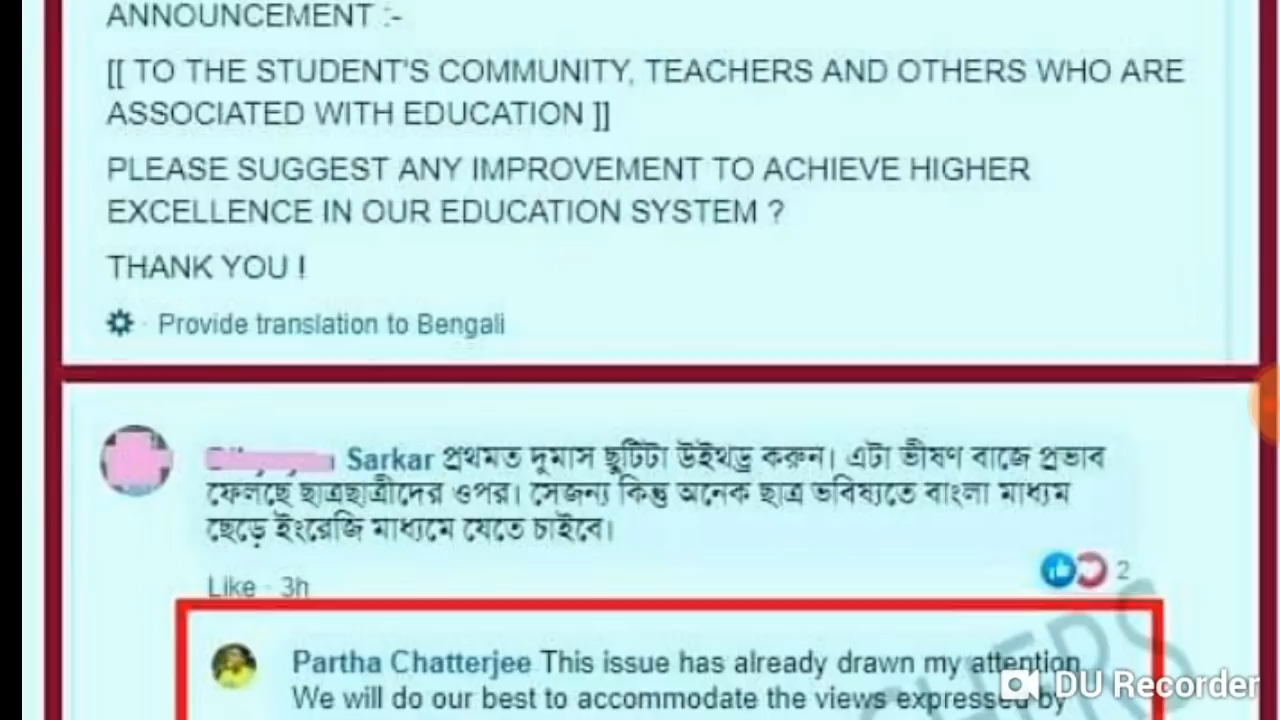 ANNOUNCEMENT :-
[[ TO THE STUDENT'S COMMUNITY, TEACHERS AND OTHERS WHO ARE
ASSOCIATED WITH EDUCATION ]]
PLEASE SUGGEST ANY IMPROVEMENT TO ACHIEVE HIGHER
EXCELLENCE IN OUR EDUCATION SYSTEM ?
THANK YOU !
· Provide translation to Bengali
Sarkar প্রথমত দুমাস ছুটিটা উইথড্র করুন। এটা ভীষণ বাজে প্রভাব
ফেলছে ছাত্রছাত্রীদের ওপর। সেজন্য কিন্তু অনেক ছাত্র ভবিষ্যতে বাংলা মাধ্যম
ছেড়ে ইংরেজি মাধ্যমে যেতে চাইবে।
2
Like · 3h
Partha Chatterjee This issue has already drawn my attention
We will do our best to accommodate the views expressed by
DU Recorder